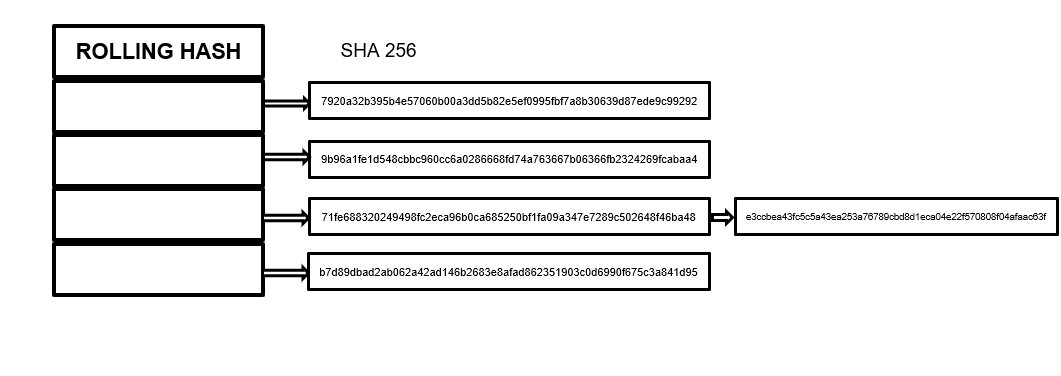 ROLLING HASH
SHA 256
7920a32b395b4e57060b00a3dd5b82e5ef0995fbf7a8b30639d87ede9c99292
9b96a1fe1d548cbbc960cc6a0286668fd74a763667b06366fb2324269fcabaa4
71fe688320249498fc2eca96b0ca685250bf1fa09a347e7289c502648f46ba48
e3ccbea43fc5c5a43ea253a76789cbd8d1eca04e22f570808f04afaac63f
b7d89dbad2ab062a42ad146b2683e8afad862351903c0d6990f675c3a841d95